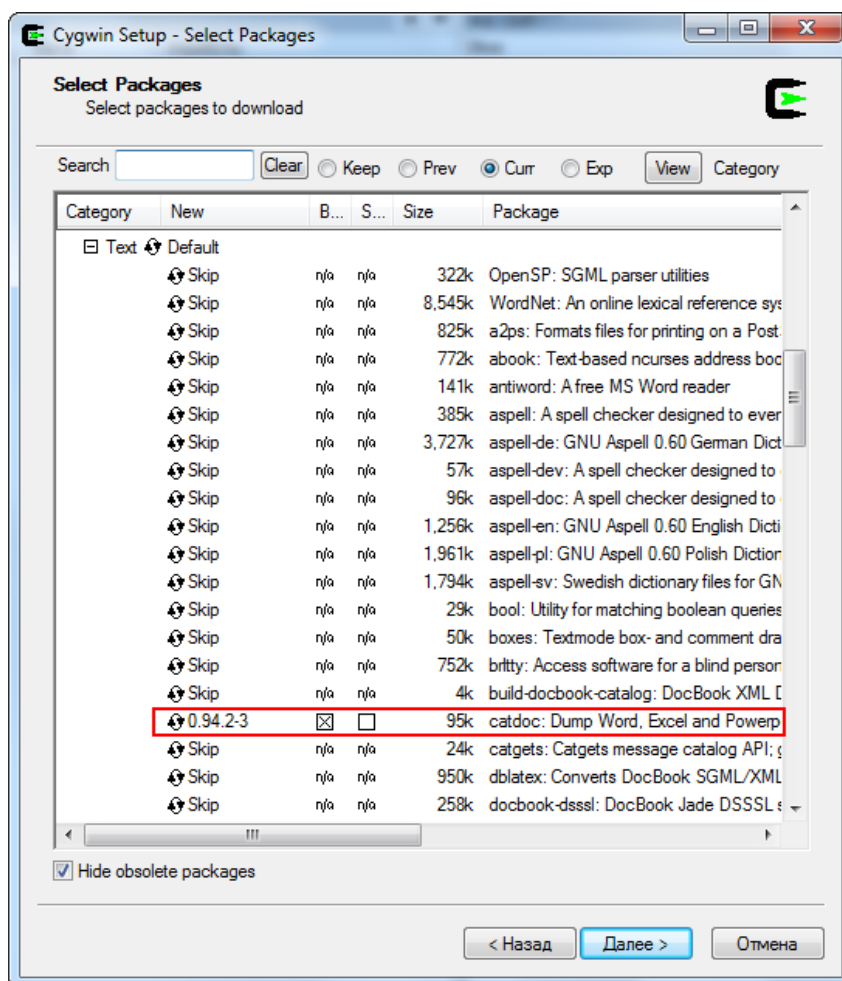 Cygwin Setup - Select Packages
Select Packages
Select packages to download
Search Clear Keep Prev Curr Exp View Category
Category New B... S... Size Package
Text Default
Skip n/a n/a 322k OpenSP: SGML parser utilities
Skip n/a n/a 8,545k WordNet: An online lexical reference sys
Skip n/a n/a 825k a2ps: Formats files for printing on a Post
Skip n/a n/a 772k abook: Text-based ncurses address boo
Skip n/a n/a 141k antiword: A free MS Word reader
Skip n/a n/a 385k aspell: A spell checker designed to ever
Skip n/a n/a 3,727k aspell-de: GNU Aspell 0.60 German Dict
Skip n/a n/a 57k aspell-dev: A spell checker designed to
Skip n/a n/a 96k aspell-doc: A spell checker designed to
Skip n/a n/a 1,256k aspell-en: GNU Aspell 0.60 English Dicti
Skip n/a n/a 1,961k aspell-pl: GNU Aspell 0.60 Polish Diction
Skip n/a n/a 1,794k aspell-sv: Swedish dictionary files for GN
Skip n/a n/a 29k bool: Utility for matching boolean queries
Skip n/a n/a 50k boxes: Textmode box- and comment dra
Skip n/a n/a 752k brltty: Access software for a blind person
Skip n/a n/a 4k build-docbook-catalog: DocBook XML D
0.94.2-3 95k catdoc: Dump Word, Excel and Powerp
Skip n/a n/a 24k catgets: Catgets message catalog API; g
Skip n/a n/a 950k dblatex: Converts DocBook SGML/XML
Skip n/a n/a 258k docbook-dsssl: DocBook Jade DSSSL s
Hide obsolete packages
< Назад Далее > Отмена